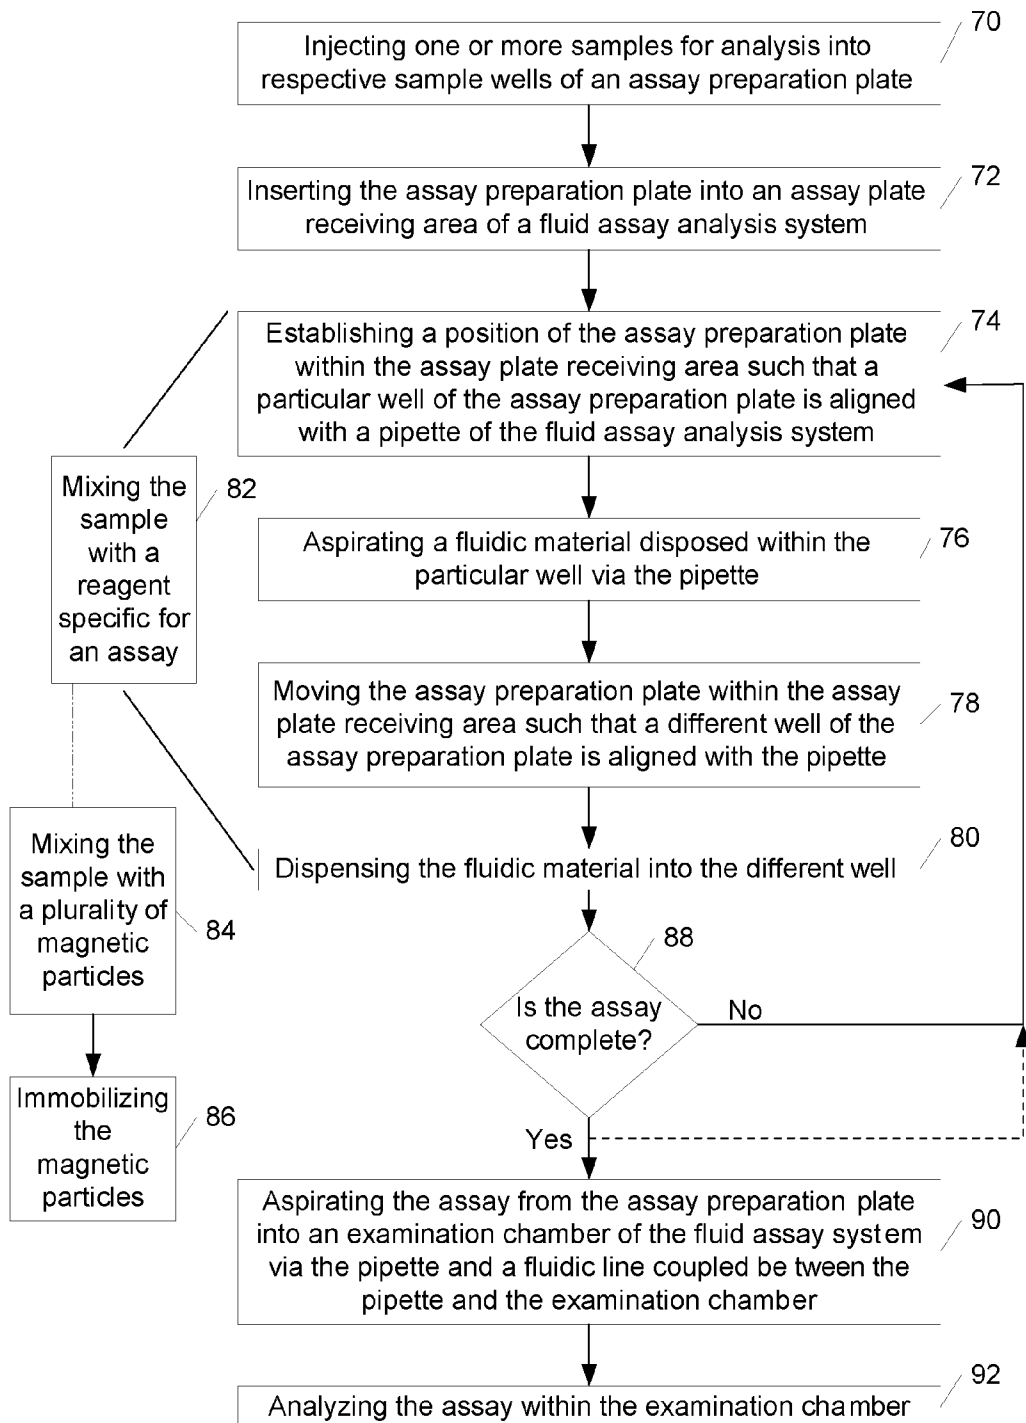 70
Injecting one or more samples for analysis into
respective sample wells of an assay preparation plate
72
Inserting the assay preparation plate into an assay plate
receiving area of a fluid assay analysis system
74
Establishing a position of the assay preparation plate
within the assay plate receiving area such that a
particular well of the assay preparation plate is aligned
with a pipette of the fluid assay analysis system
82
Mixing the
sample
with a
reagent
specific for
an assay
76
Aspirating a fluidic material disposed within the
particular well via the pipette
78
Moving the assay preparation plate within the assay
plate receiving area such that a different well of the
assay preparation plate is aligned with the pipette
80
Dispensing the fluidic material into the different well
84
Mixing the
sample with
a plurality of
magnetic
particles
86
Immobilizing
the
magnetic
particles
88
Is the assay
complete?
No
Yes
90
Aspirating the assay from the assay preparation plate
into an examination chamber of the fluid assay system
via the pipette and a fluidic line coupled be tween the
pipette and the examination chamber
92
Analyzing the assay within the examination chamber